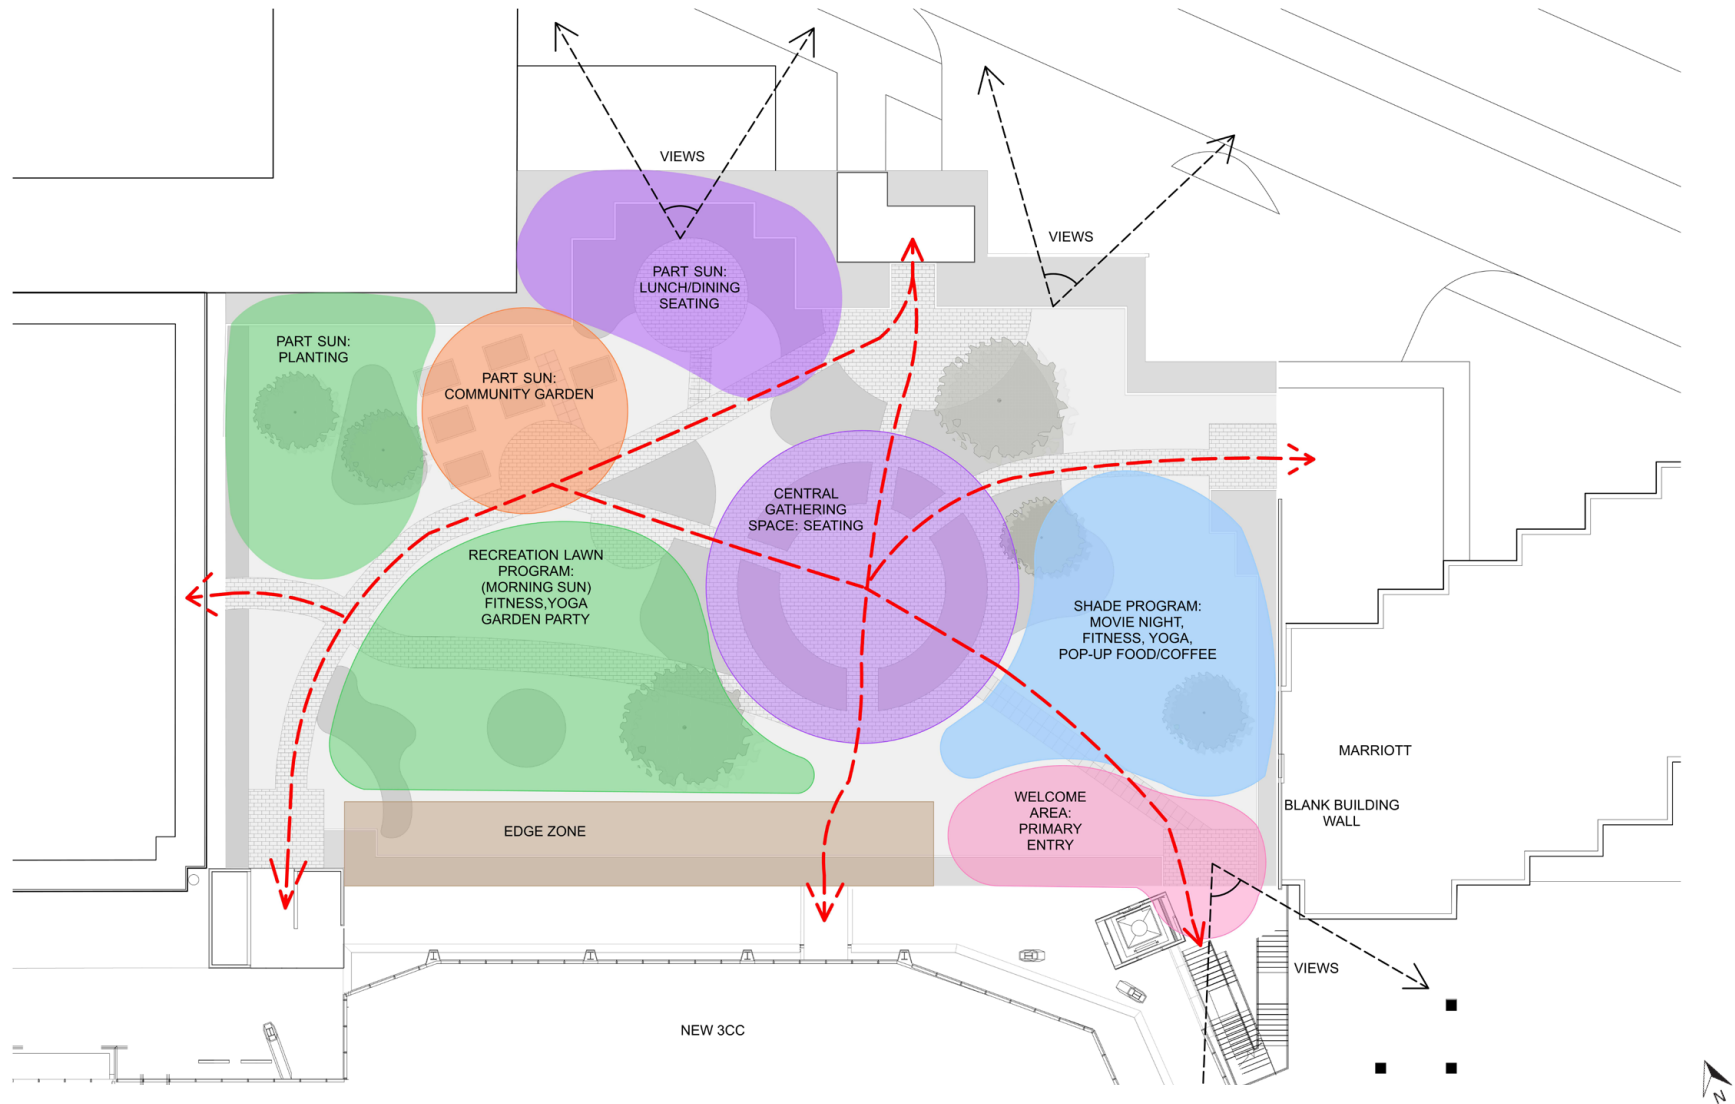 VIEWS
VIEWS
PART SUN:
LUNCH/DINING
SEATING
PART SUN:
PLANTING
PART SUN:
COMMUNITY GARDEN
CENTRAL
GATHERING
SPACE: SEATING
RECREATION LAWN
PROGRAM:
(MORNING SUN)
FITNESS,YOGA
GARDEN PARTY
SHADE PROGRAM:
MOVIE NIGHT,
FITNESS, YOGA,
POP-UP FOOD/COFFEE
MARRIOTT
BLANK BUILDING
WALL
WELCOME
AREA:
PRIMARY
ENTRY
EDGE ZONE
VIEWS
NEW 3CC
N